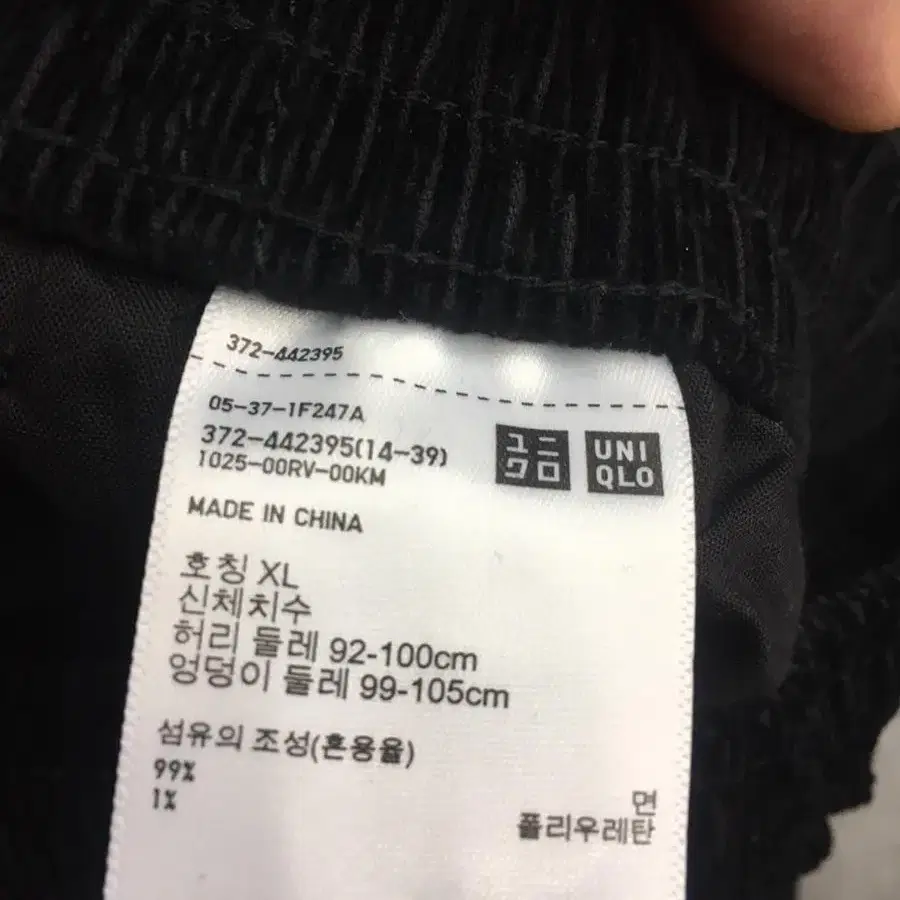 372-442395
05-37-1F247A
372-442395(14-39)
1025-00RV-00KM
ユニ
クロ
UNI
QLO
MADE IN CHINA
호칭 XL
신체치수
허리 둘레 92-100cm
엉덩이 둘레 99-105cm
섬유의 조성(혼용율)
99% 면
1% 폴리우레탄